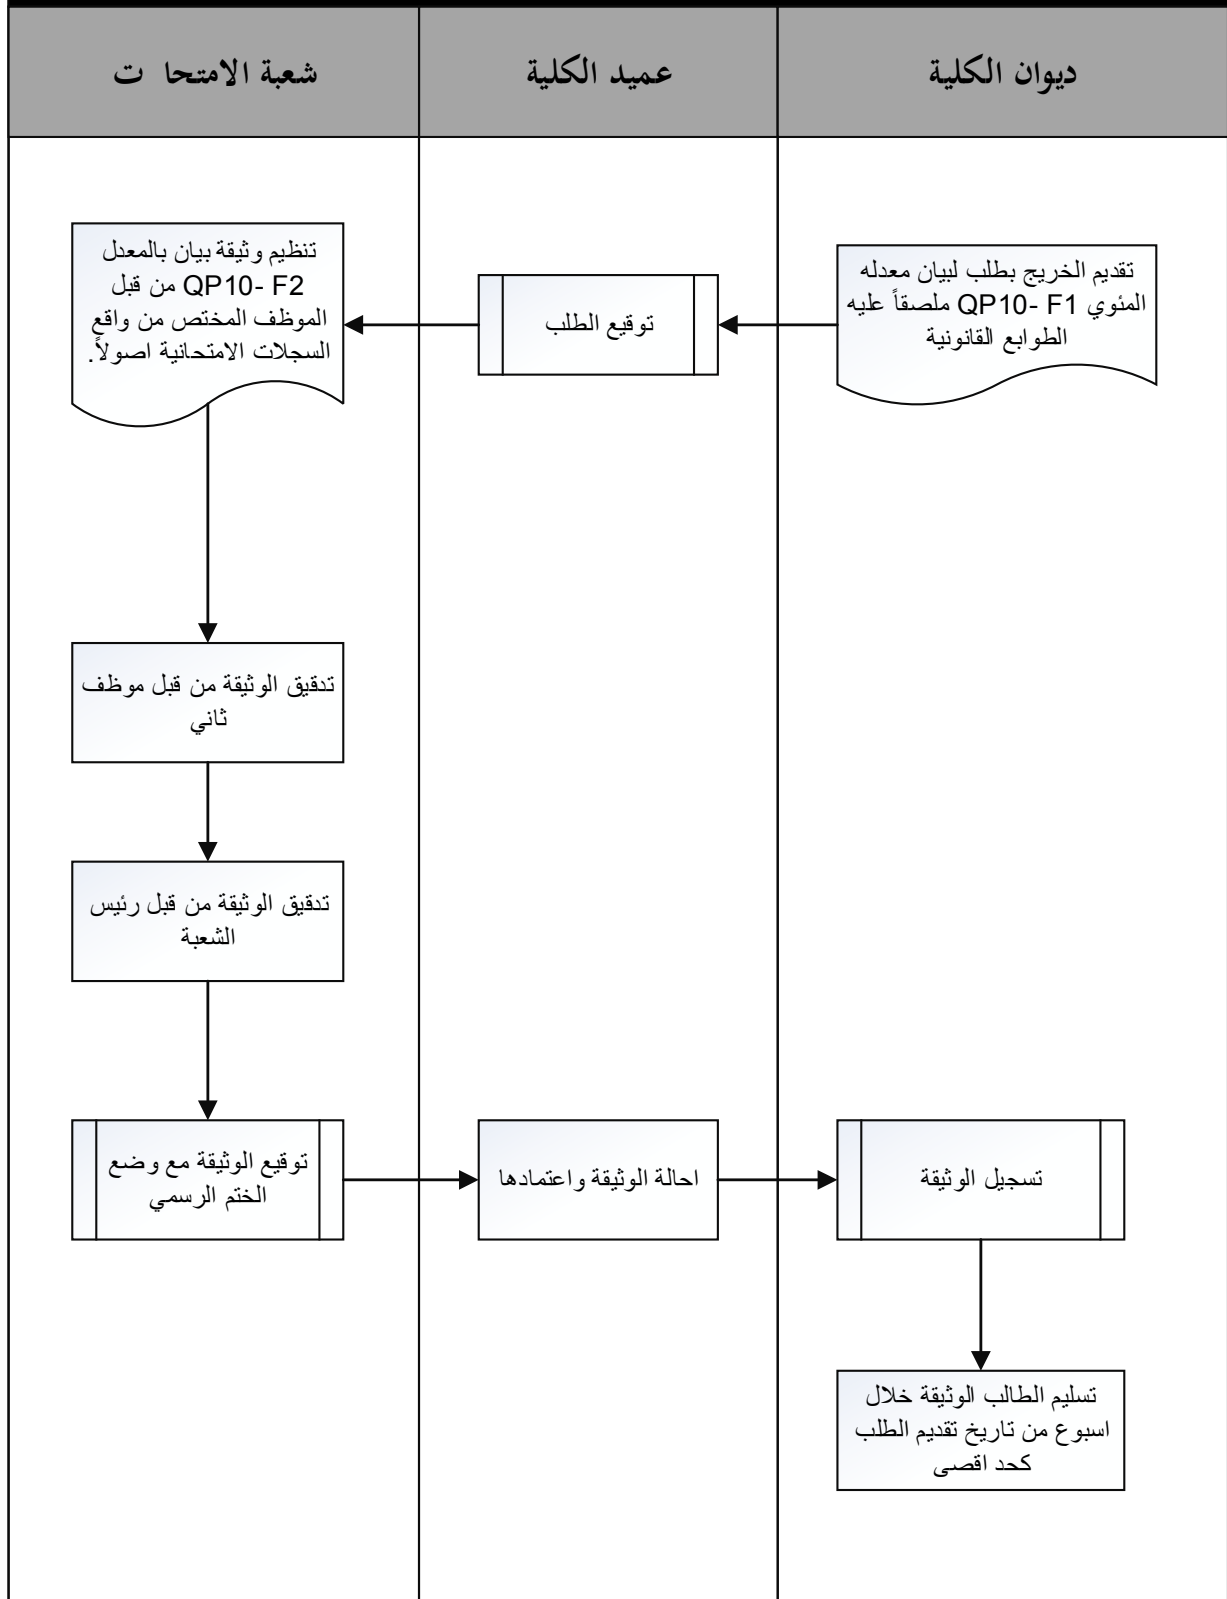 ديوان الكلية
عميد الكلية
شعبة الامتحا ت
تقديم الخريج بطلب لبيان معدله
المئوي QP10- F1 ملصقاً عليه
الطوابع القانونية
توقيع الطلب
تنظيم وثيقة بيان بالمعدل
QP10- F2 من قبل
الموظف المختص من واقع
السجلات الامتحانية اصولاً.
تدقيق الوثيقة من قبل موظف
ثاني
تدقيق الوثيقة من قبل رئيس
الشعبة
توقيع الوثيقة مع وضع
الختم الرسمي
احالة الوثيقة واعتمادها
تسجيل الوثيقة
تسليم الطالب الوثيقة خلال
اسبوع من تاريخ تقديم الطلب
كحد اقصى